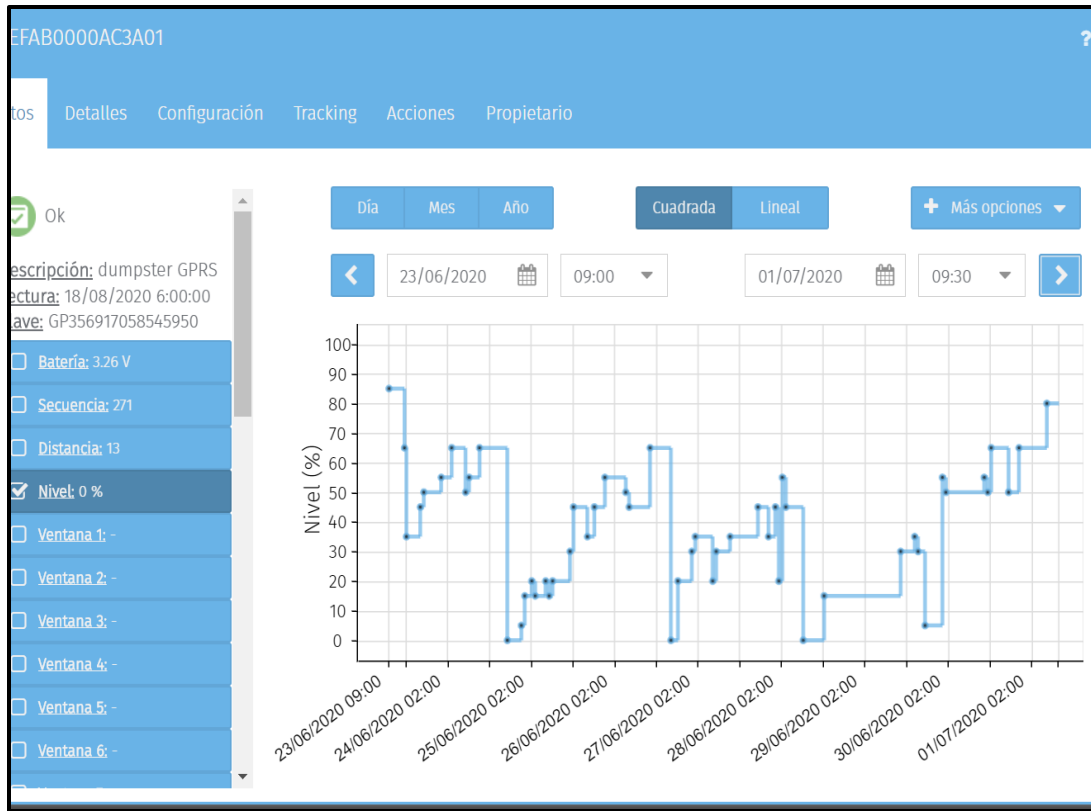 EFAB0000AC3A01
?
tos Detalles Configuración Tracking Acciones Propietario
Ok
escripción: dumpster GPRS
ectura: 18/08/2020 6:00:00
lave: GP356917058545950
Batería: 3.26 V
Secuencia: 271
Distancia: 13
Nivel: 0 %
Ventana 1: -
Ventana 2: -
Ventana 3: -
Ventana 4: -
Ventana 5: -
Ventana 6: -
Día Mes Año Cuadrada Lineal + Más opciones
23/06/2020 09:00 01/07/2020 09:30
Nivel (%)
100
90
80
70
60
50
40
30
20
10
0
23/06/2020 09:00
24/06/2020 02:00
25/06/2020 02:00
26/06/2020 02:00
27/06/2020 02:00
28/06/2020 02:00
29/06/2020 02:00
30/06/2020 02:00
01/07/2020 02:00